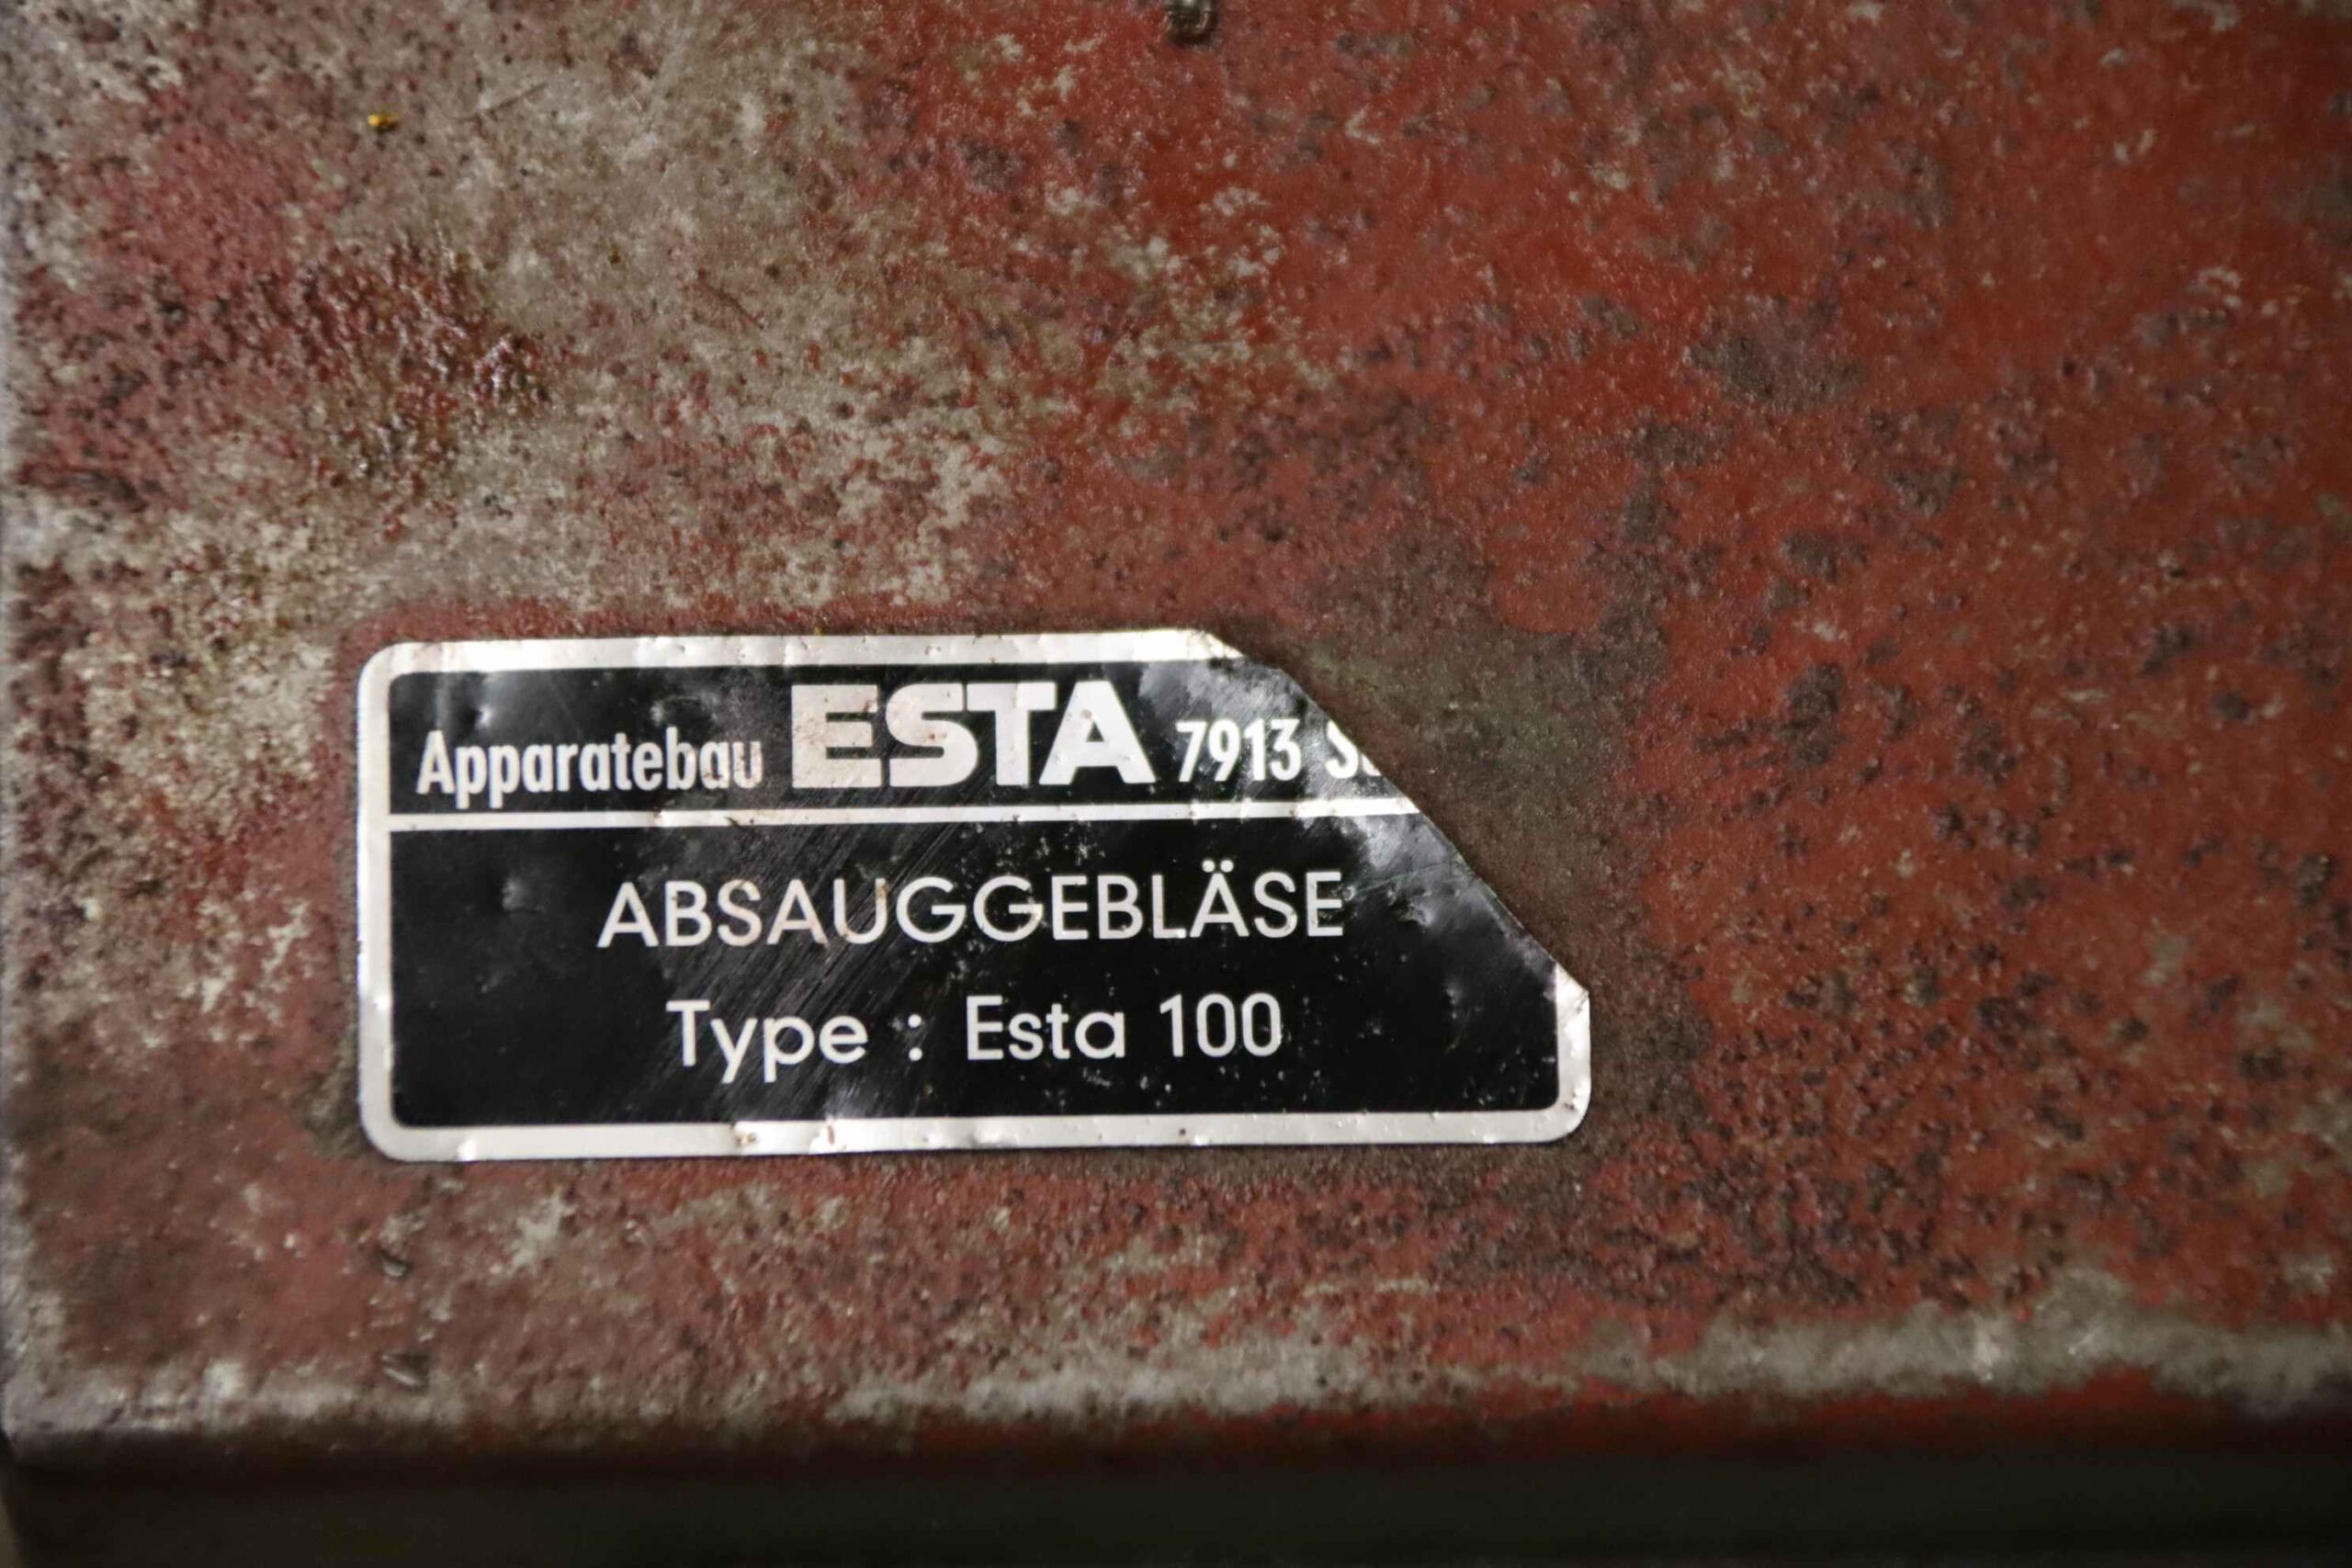 Apparatebau ESTA 7913
ABSAUGGEBLÄSE
Type : Esta 100